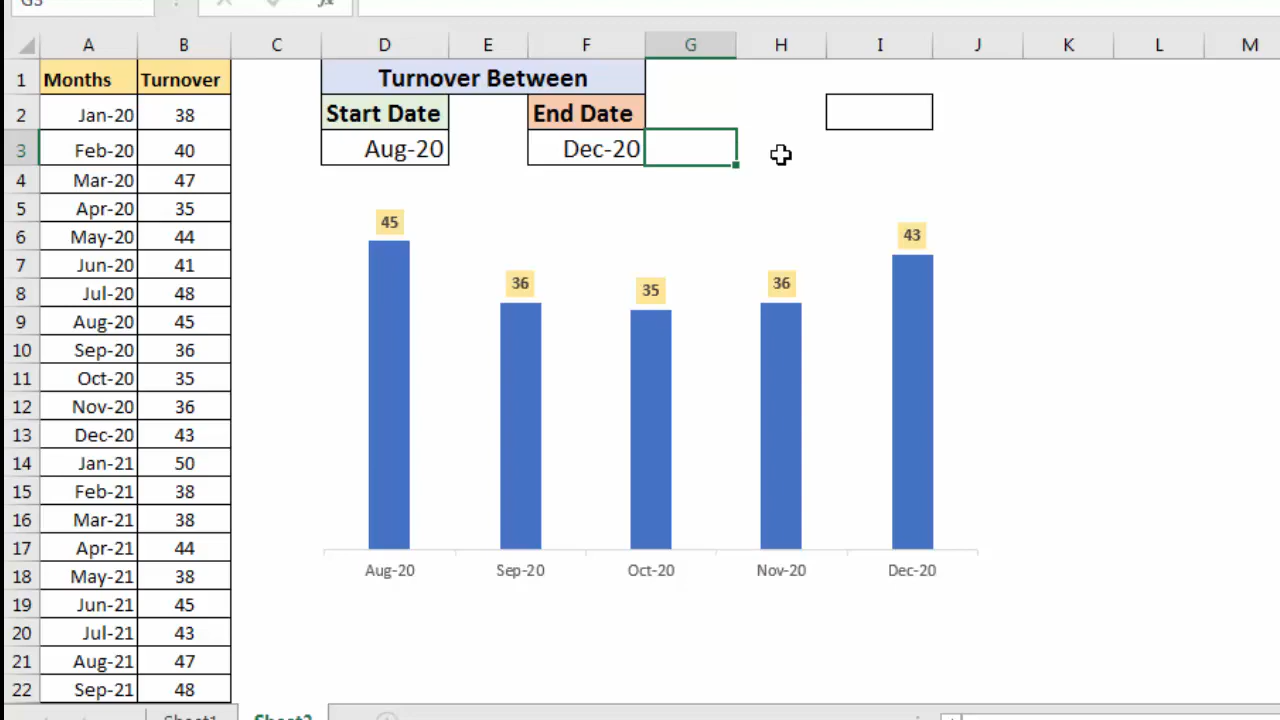 G3
fx
A B C D E F G H I J K L M
1 Months Turnover Turnover Between
2 Jan-20 38 Start Date End Date
3 Feb-20 40 Aug-20 Dec-20
4 Mar-20 47
5 Apr-20 35
6 May-20 44
7 Jun-20 41
8 Jul-20 48
9 Aug-20 45
10 Sep-20 36
11 Oct-20 35
12 Nov-20 36
13 Dec-20 43
14 Jan-21 50
15 Feb-21 38
16 Mar-21 38
17 Apr-21 44
18 May-21 38
19 Jun-21 45
20 Jul-21 43
21 Aug-21 47
22 Sep-21 48
45 36 35 36 43
Aug-20 Sep-20 Oct-20 Nov-20 Dec-20
Sheet1 Sheet2